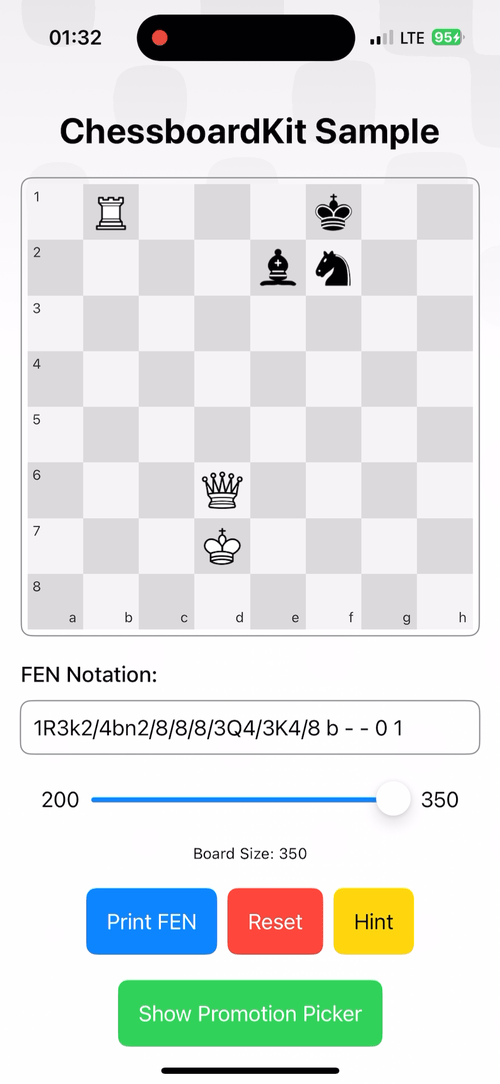 01:32 LTE 95
ChessboardKit Sample
1
2
3
4
5
6
7
8
a b c d e f g h
FEN Notation:
1R3k2/4bn2/8/8/8/3Q4/3K4/8 b - - 0 1
200 350
Board Size: 350
Print FEN Reset Hint
Show Promotion Picker